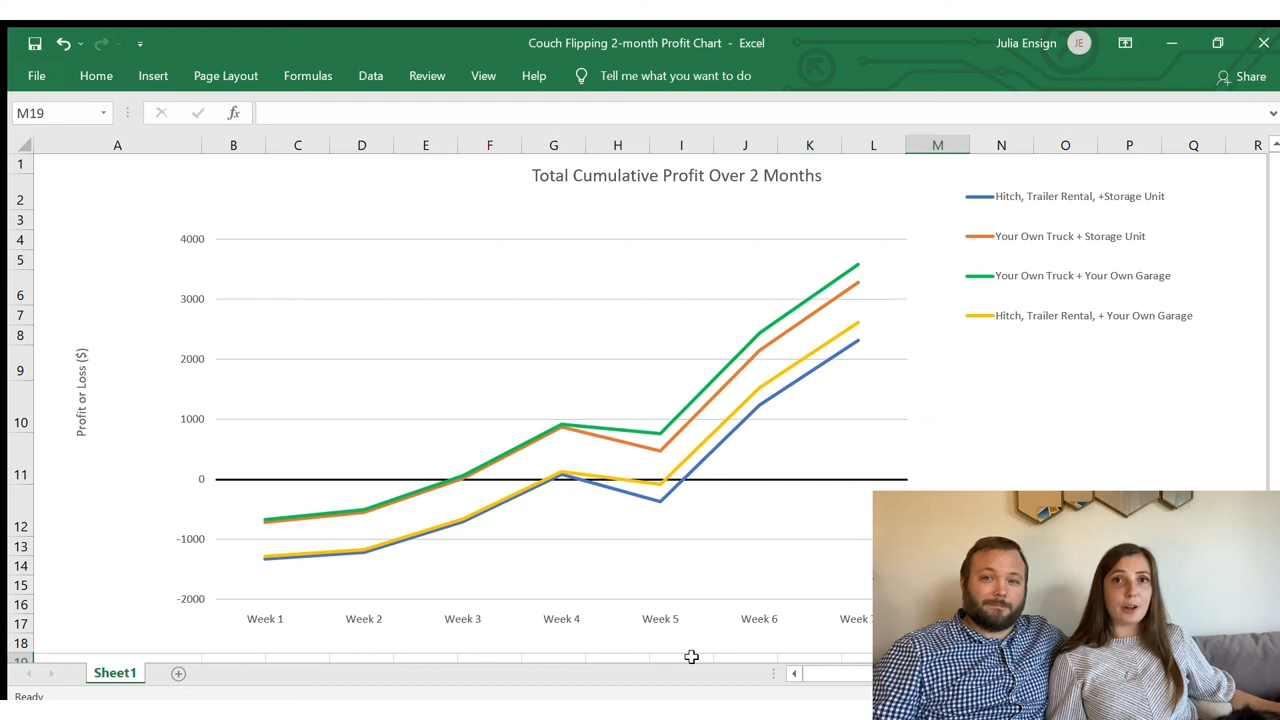 Couch Flipping 2-month Profit Chart - Excel
Julia Ensign
JE
File Home Insert Page Layout Formulas Data Review View Help Tell me what you want to do Share
M19
fx
A B C D E F G H I J K L M N O P Q R
1
2
3
4
5
6
7
8
9
10
11
12
13
14
15
16
17
18
19
Total Cumulative Profit Over 2 Months
Hitch, Trailer Rental, +Storage Unit
Your Own Truck + Storage Unit
Your Own Truck + Your Own Garage
Hitch, Trailer Rental, + Your Own Garage
Profit or Loss ($)
4000
3000
2000
1000
0
-1000
-2000
Week 1 Week 2 Week 3 Week 4 Week 5 Week 6 Week 7
Sheet1
Ready